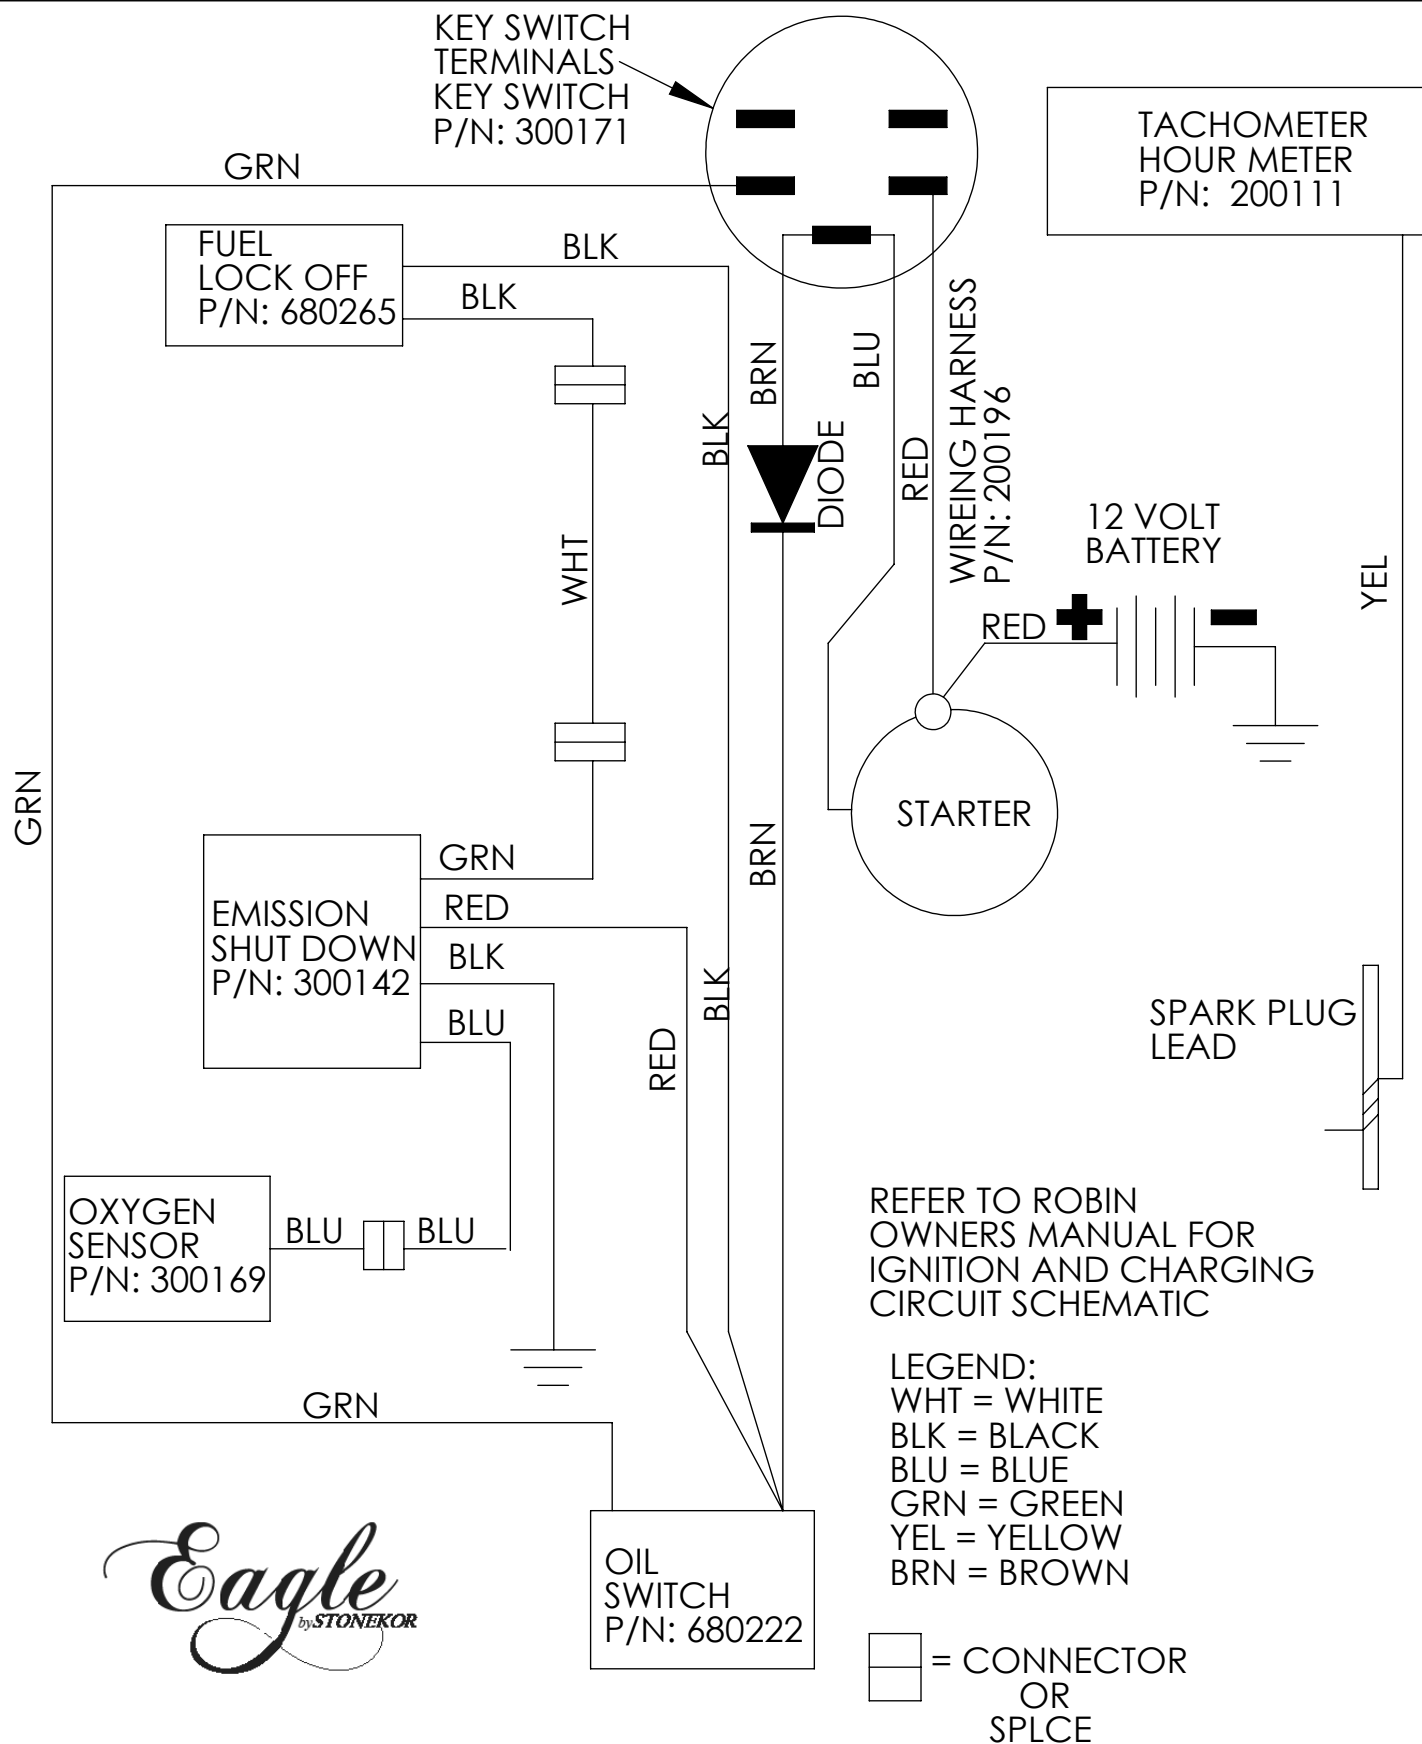 KEY SWITCH
TERMINALS
KEY SWITCH
P/N: 300171
TACHOMETER
HOUR METER
P/N: 200111
GRN
FUEL
LOCK OFF
P/N: 680265
BLK
BLK
BRN
BLU
WIREING HARNESS
P/N: 200196
BLK
DIODE
RED
12 VOLT
BATTERY
WHT
YEL
RED
STARTER
GRN
BRN
GRN
EMISSION
SHUT DOWN
P/N: 300142
RED
BLK
BLU
BLK
RED
SPARK PLUG
LEAD
OXYGEN
SENSOR
P/N: 300169
BLU
BLU
REFER TO ROBIN
OWNERS MANUAL FOR
IGNITION AND CHARGING
CIRCUIT SCHEMATIC
LEGEND:
WHT = WHITE
BLK = BLACK
BLU = BLUE
GRN = GREEN
YEL = YELLOW
BRN = BROWN
GRN
Eagle
by STONEKOR
OIL
SWITCH
P/N: 680222
= CONNECTOR
OR
SPLCE